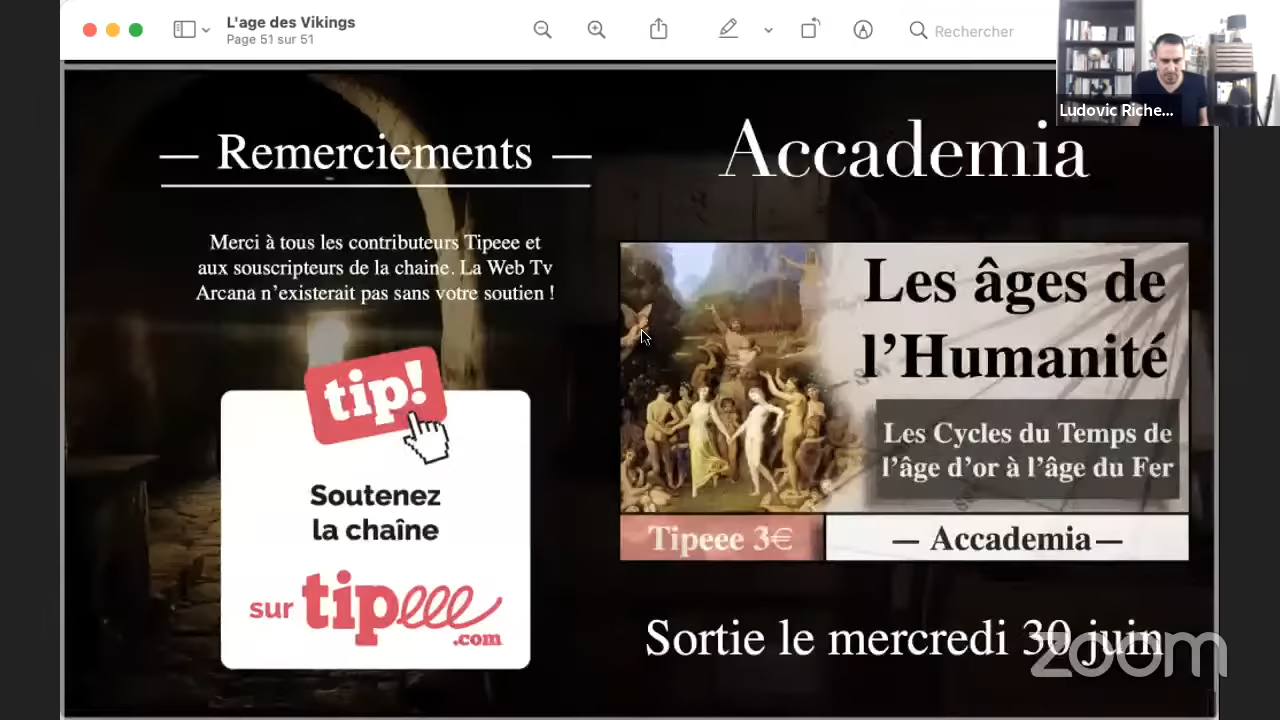 L'age des Vikings
Page 51 sur 51
Rechercher
Ludovic Riche...
— Remerciements —
Merci à tous les contributeurs Tipeee et
aux souscripteurs de la chaine. La Web Tv
Arcana n'existerait pas sans votre soutien !
tip!
Soutenez
la chaîne
sur tipeee
.com
Accademia
Les âges de
l'Humanité
Les Cycles du Temps de
l'âge d'or à l'âge du Fer
Tipeee 3€
— Accademia—
Sortie le mercredi 30 juin
zoom